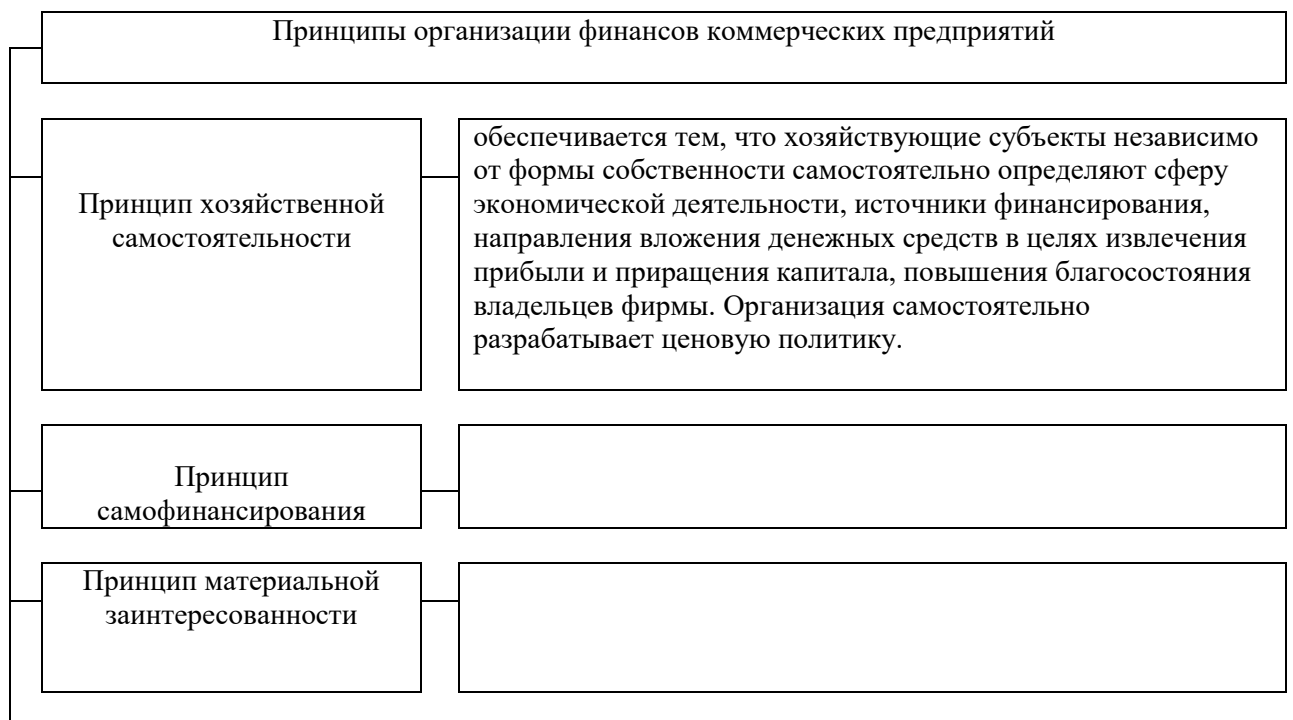 Принципы организации финансов коммерческих предприятий
Принцип хозяйственной
самостоятельности
обеспечивается тем, что хозяйствующие субъекты независимо
от формы собственности самостоятельно определяют сферу
экономической деятельности, источники финансирования,
направления вложения денежных средств в целях извлечения
прибыли и приращения капитала, повышения благосостояния
владельцев фирмы. Организация самостоятельно
разрабатывает ценовую политику.
Принцип
самофинансирования
Принцип материальной
заинтересованности